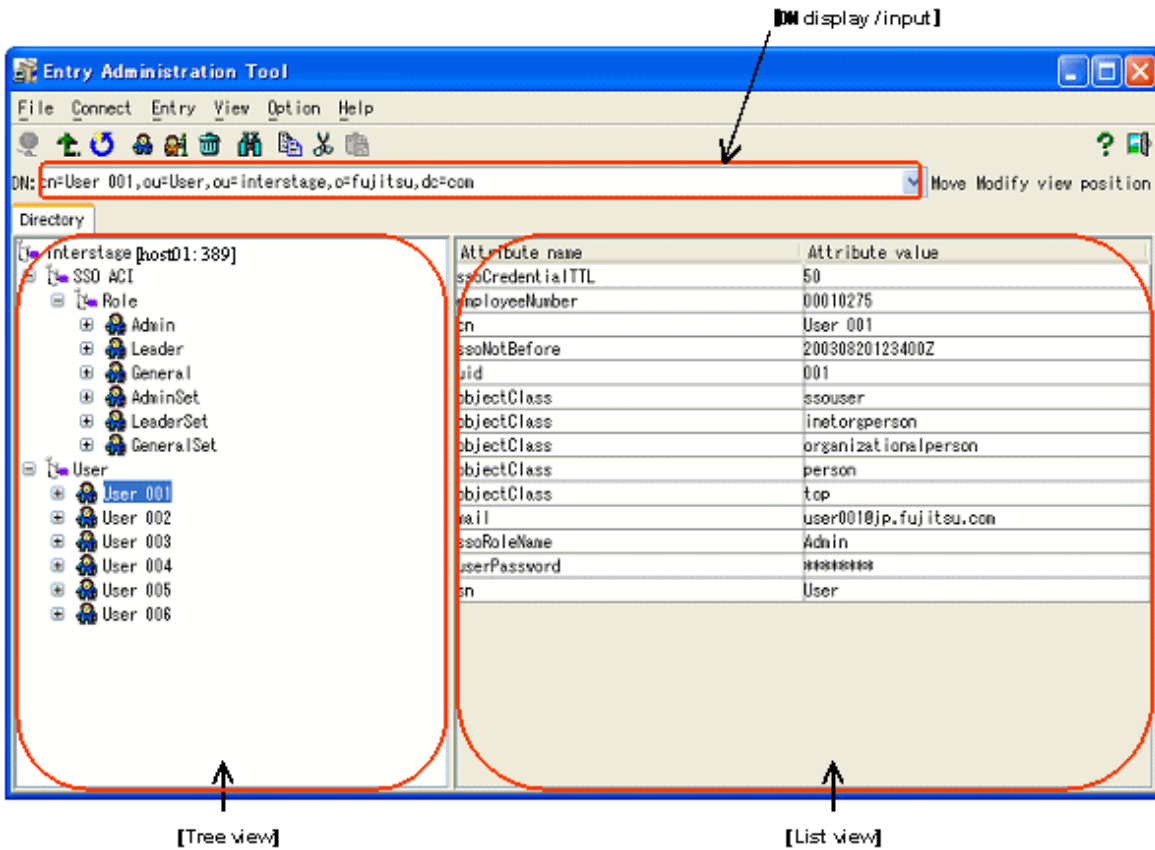 [DN display/input]
Entry Administration Tool
File Connect Entry View Option Help
DN: cn=User 001,ou=User,ou=interstage,o=fujitsu,dc=com Move Modify view position
Directory
Interstage [host01:389]
SSO ACI
Role
Admin
Leader
General
AdminSet
LeaderSet
GeneralSet
User
User 001
User 002
User 003
User 004
User 005
User 006
Attribute name Attribute value
ssoCredentialTTL 50
employeeNumber 00010275
cn User 001
ssoNotBefore 20030820123400Z
uid 001
objectClass ssouser
objectClass inetorgperson
objectClass organizationalperson
objectClass person
objectClass top
mail user001@jp.fujitsu.com
ssoRoleName Admin
userPassword ********
sn User
[Tree view] [List view]